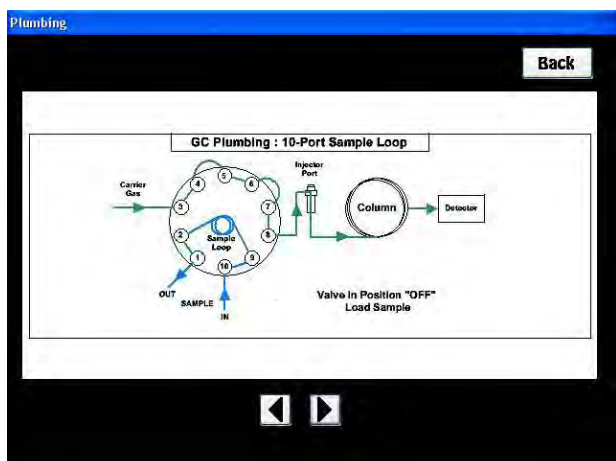 Plumbing
Back
GC Plumbing : 10-Port Sample Loop
Injector
Port
Carrier
Gas
5
4
6
3
7
Column
Detector
2
8
Sample
Loop
1
9
10
OUT
SAMPLE
IN
Valve in Position "OFF"
Load Sample